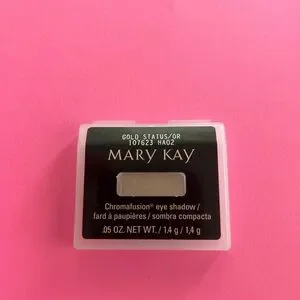 GOLD STATUS/OR
107623 HA02
MARY KAY
Chromafusion® eye shadow /
fard à paupières / sombra compacta
.05 OZ. NET WT. / 1,4 g / 1,4 g